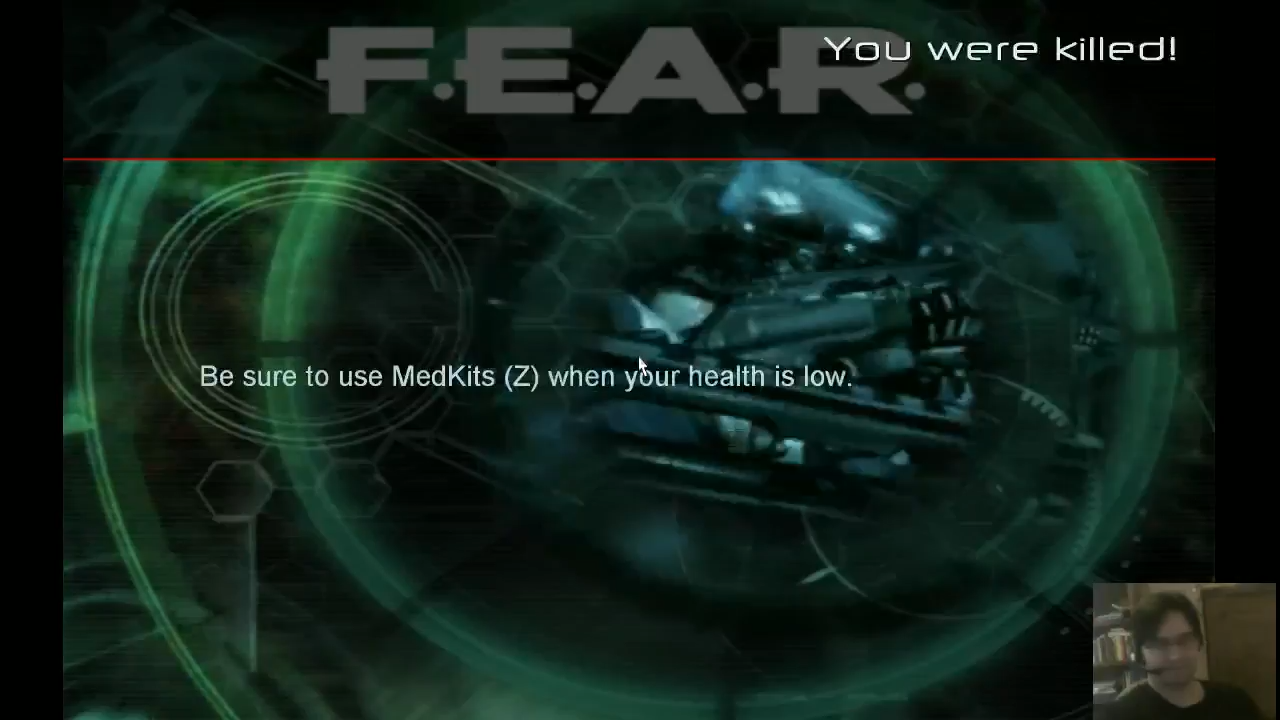 F.E.A.R.
You were killed!
Be sure to use MedKits (Z) when your health is low.